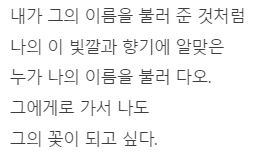 내가 그의 이름을 불러 준 것처럼
나의 이 빛깔과 향기에 알맞은
누가 나의 이름을 불러 다오.
그에게로 가서 나도
그의 꽃이 되고 싶다.